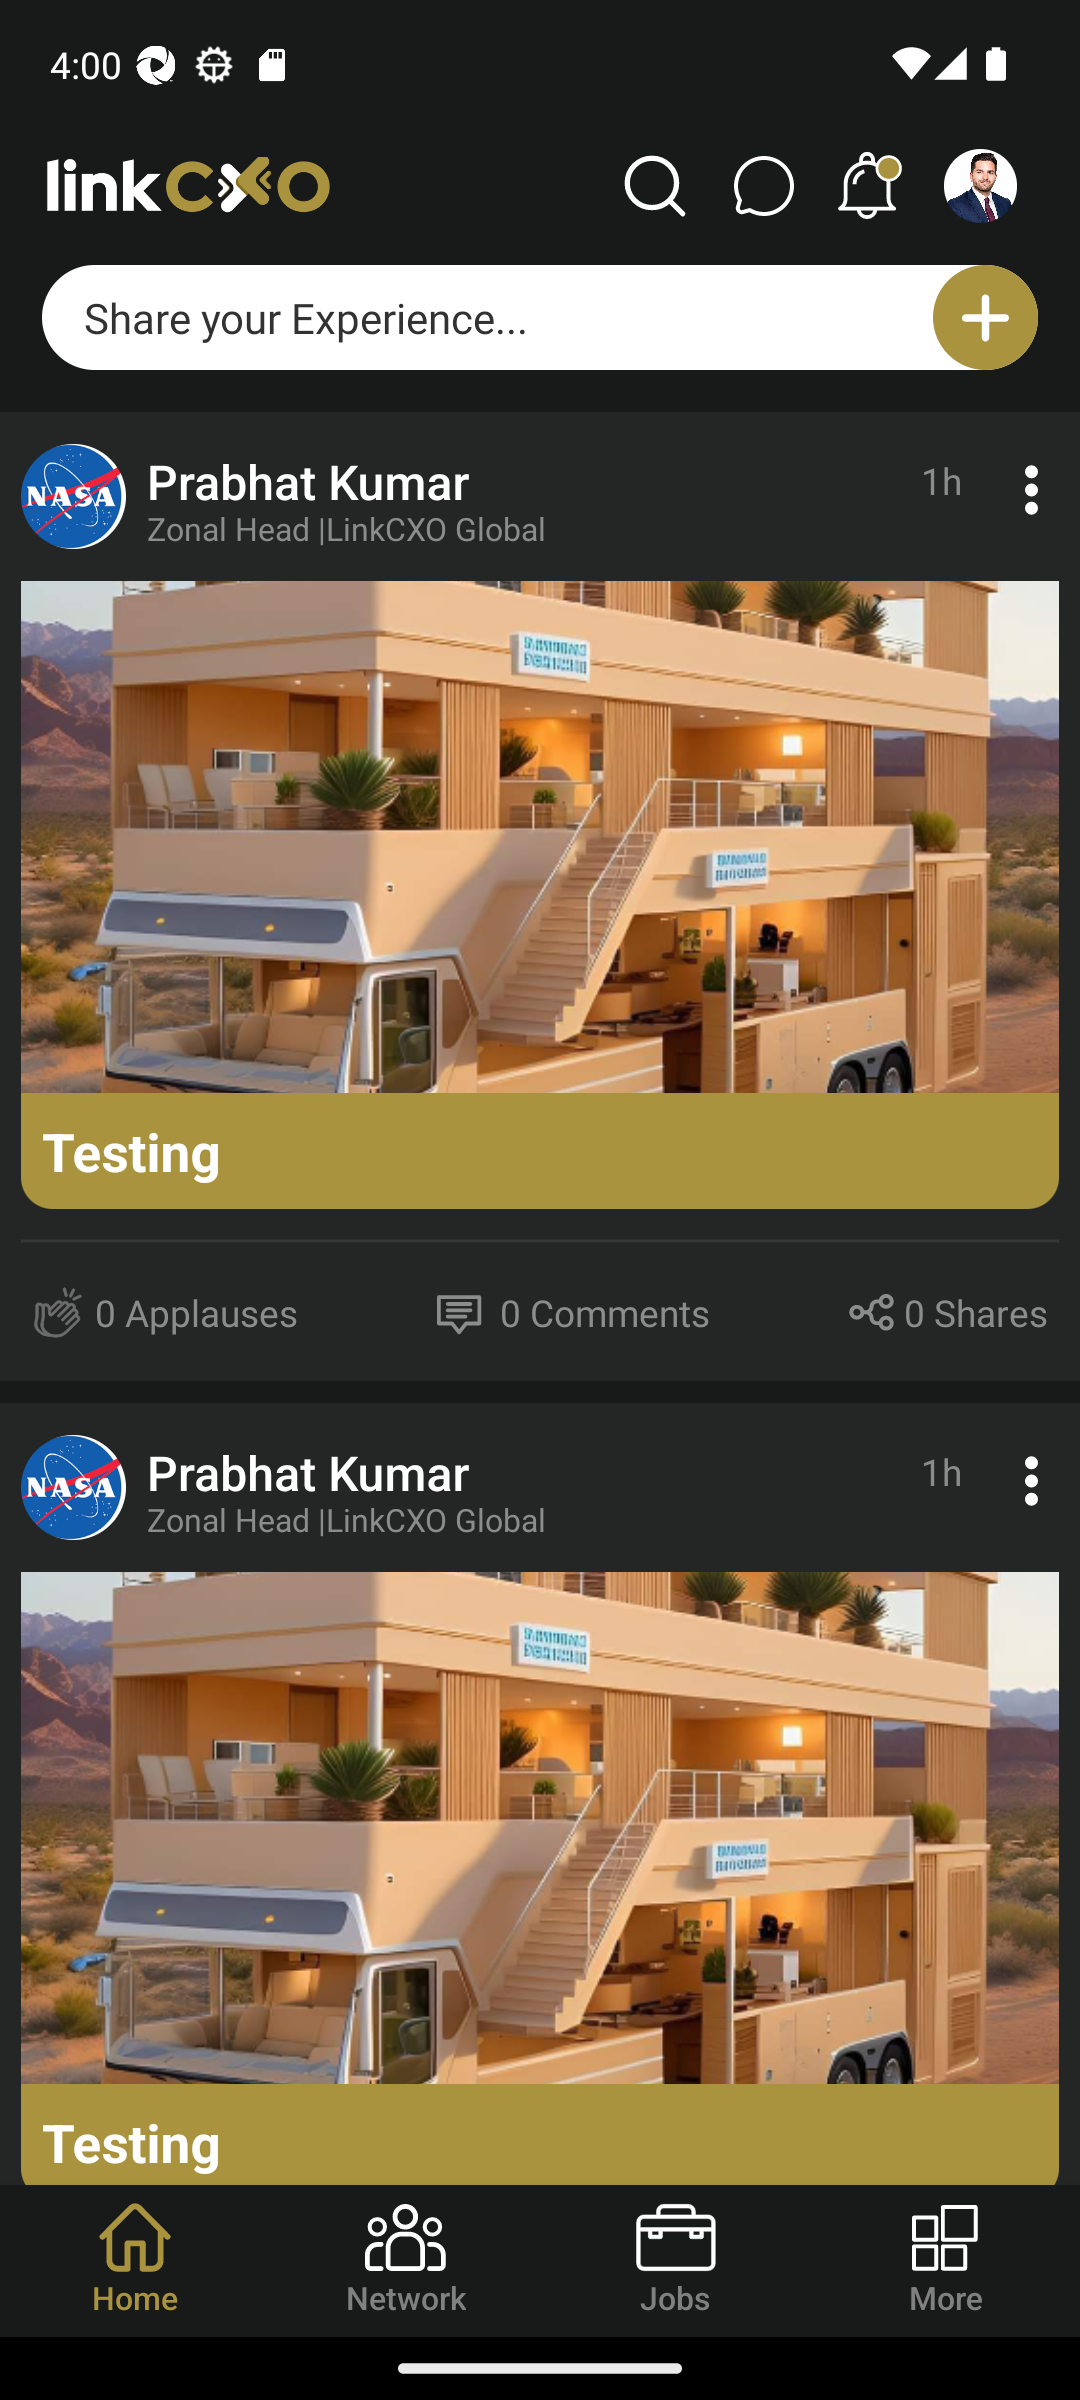 4:00
linkCXO
Share your Experience...
NASA
Prabhat Kumar
1h
Zonal Head |LinkCXO Global
Testing
0 Applauses
0 Comments
0 Shares
NASA
Prabhat Kumar
1h
Zonal Head |LinkCXO Global
Testing
Home
Network
Jobs
More